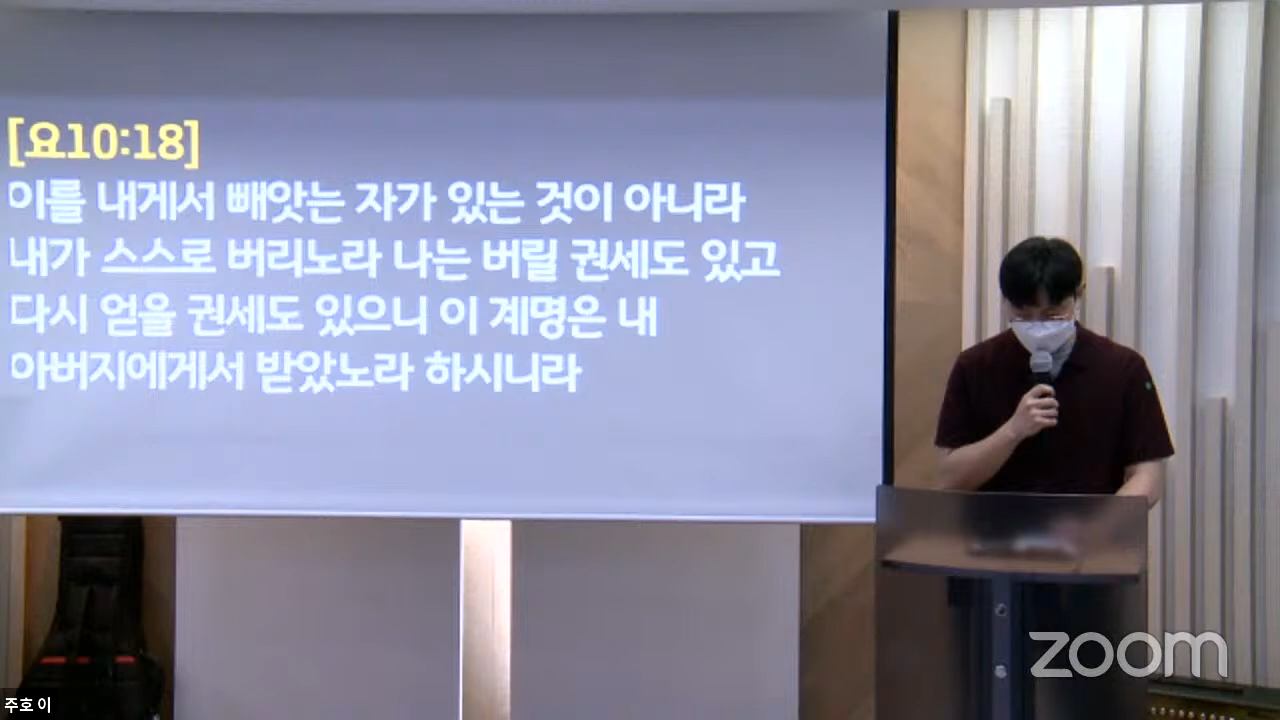 [요10:18]
이를 내게서 빼앗는 자가 있는 것이 아니라
내가 스스로 버리노라 나는 버릴 권세도 있고
다시 얻을 권세도 있으니 이 계명은 내
아버지에게서 받았노라 하시니라
zoom
주호 이